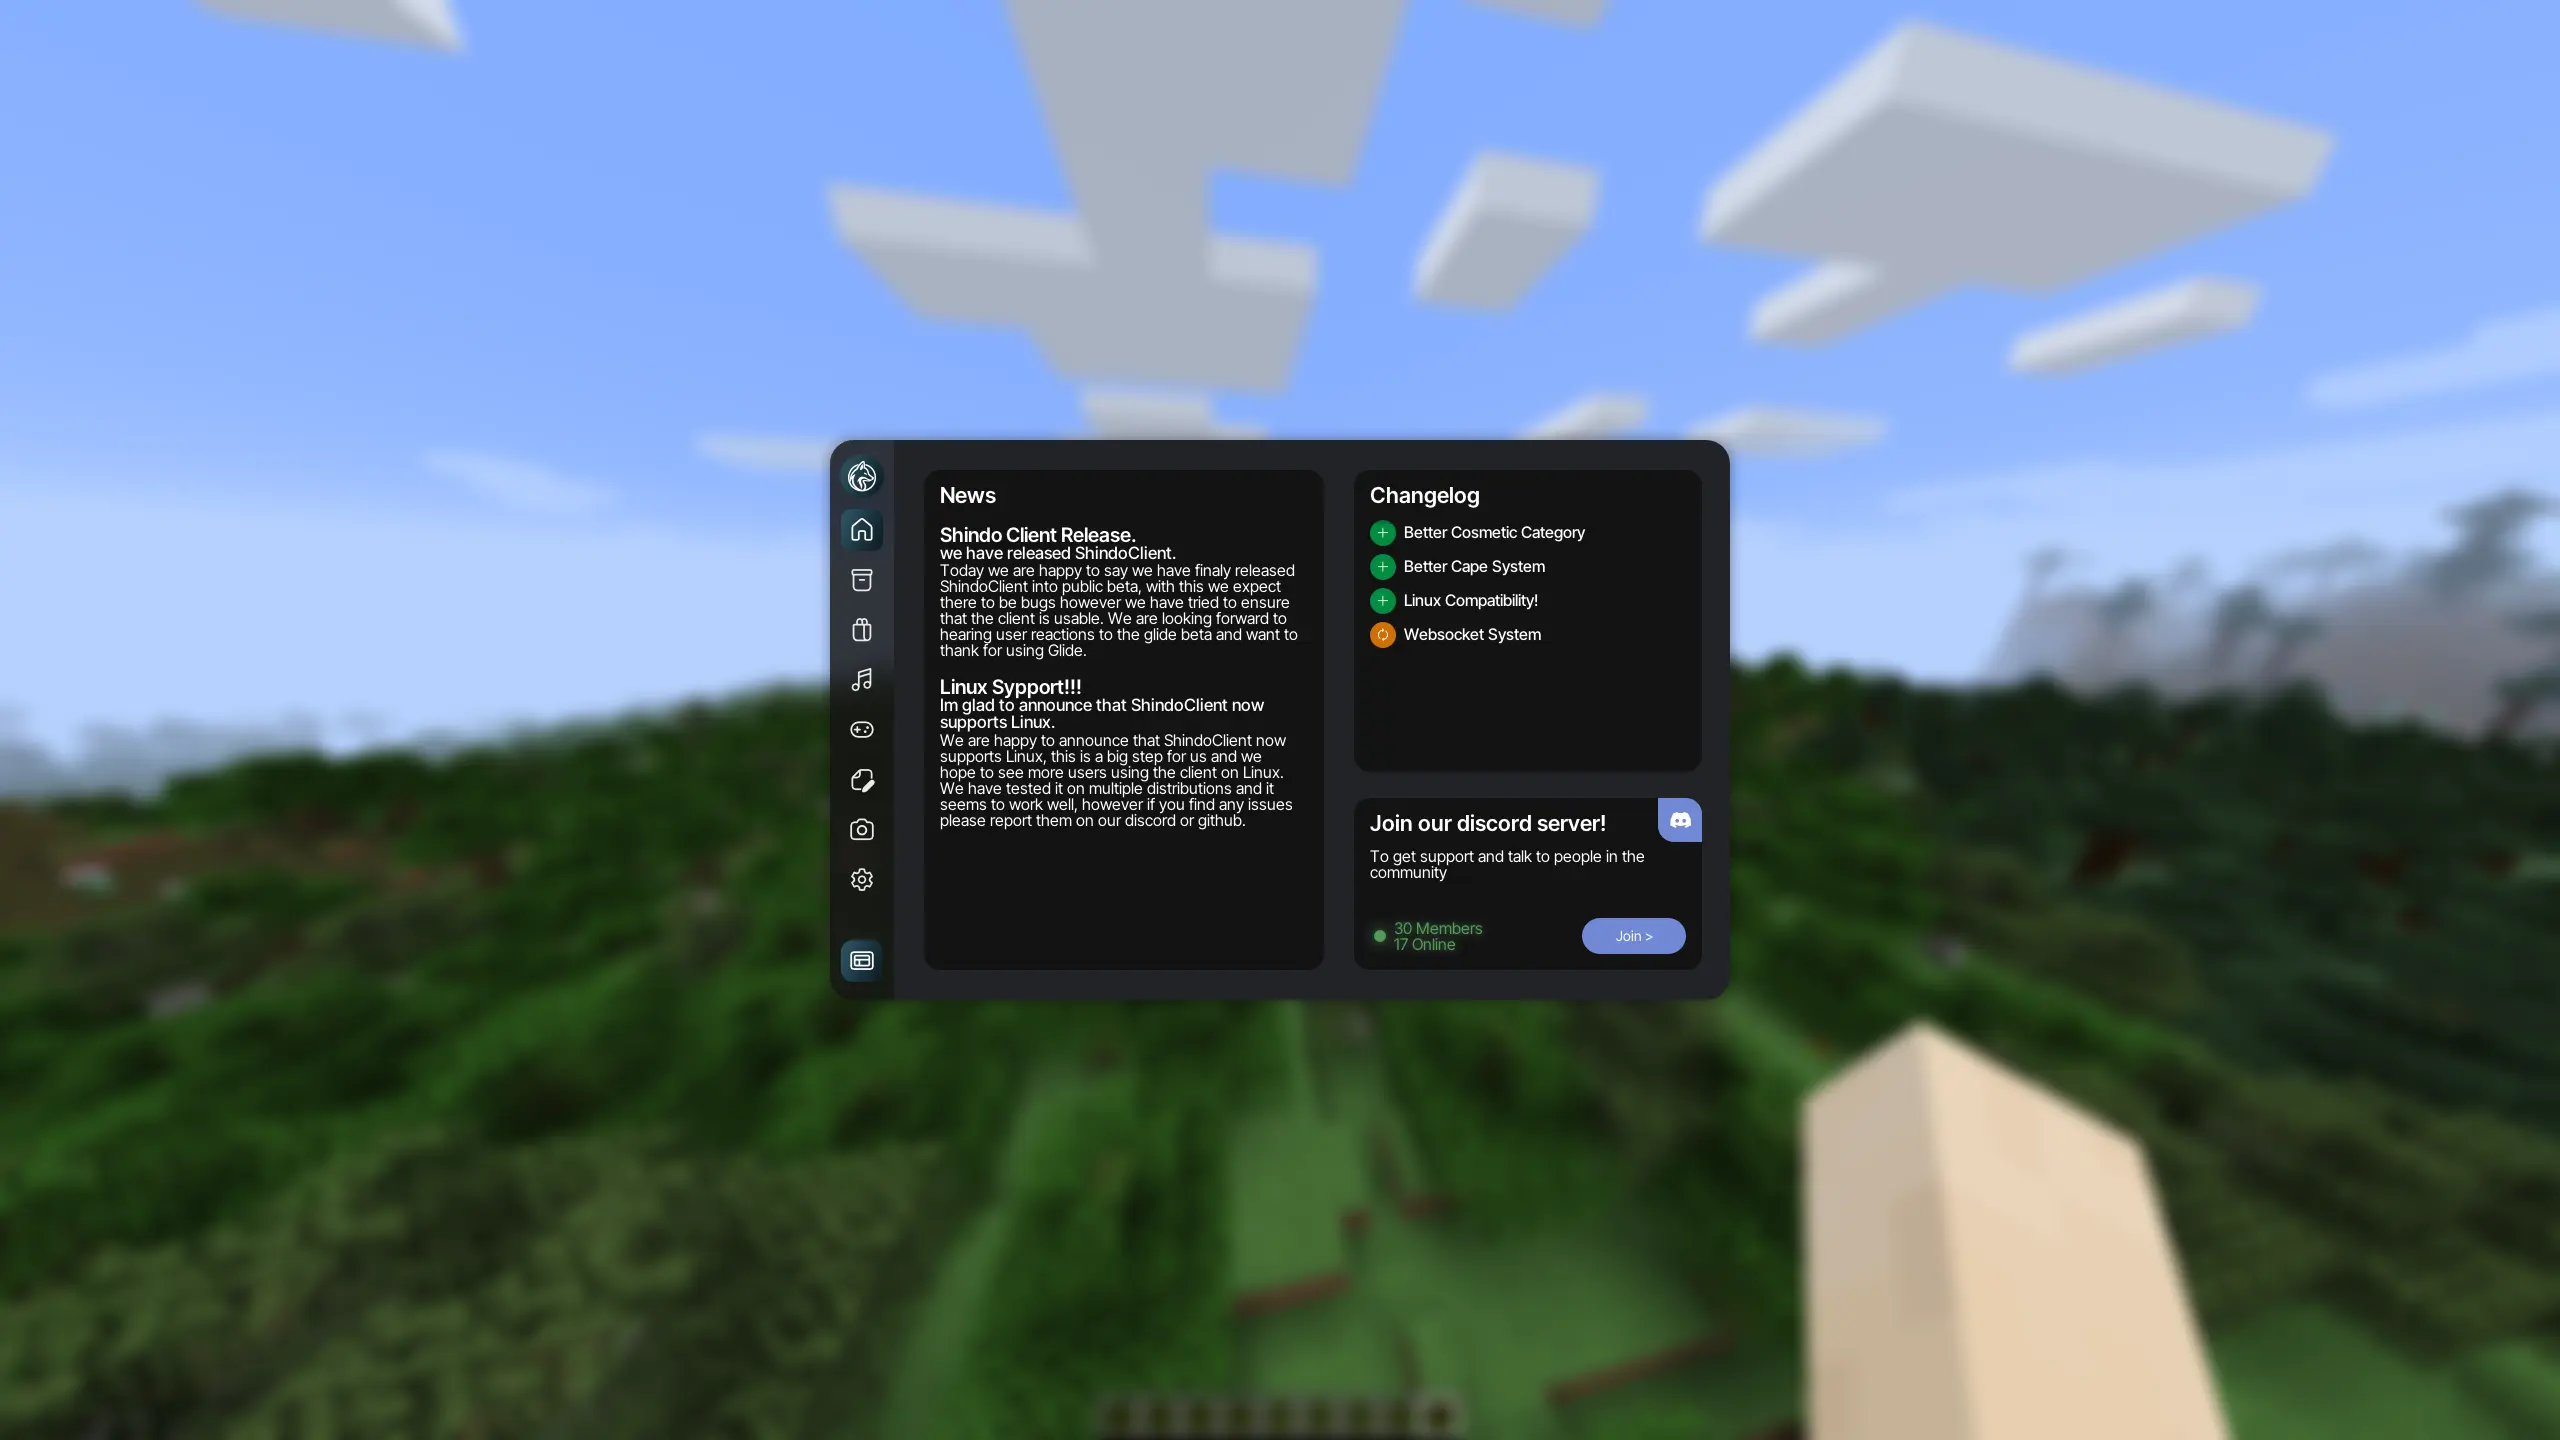 News
Shindo Client Release.
we have released ShindoClient.
Today we are happy to say we have finaly released
ShindoClient into public beta, with this we expect
there to be bugs however we have tried to ensure
that the client is usable. We are looking forward to
hearing user reactions to the glide beta and want to
thank for using Glide.
Linux Sypport!!!
Im glad to announce that ShindoClient now
supports Linux.
We are happy to announce that ShindoClient now
supports Linux, this is a big step for us and we
hope to see more users using the client on Linux.
We have tested it on multiple distributions and it
seems to work well, however if you find any issues
please report them on our discord or github.
Changelog
Better Cosmetic Category
Better Cape System
Linux Compatibility!
Websocket System
Join our discord server!
To get support and talk to people in the
community
30 Members
17 Online
Join >